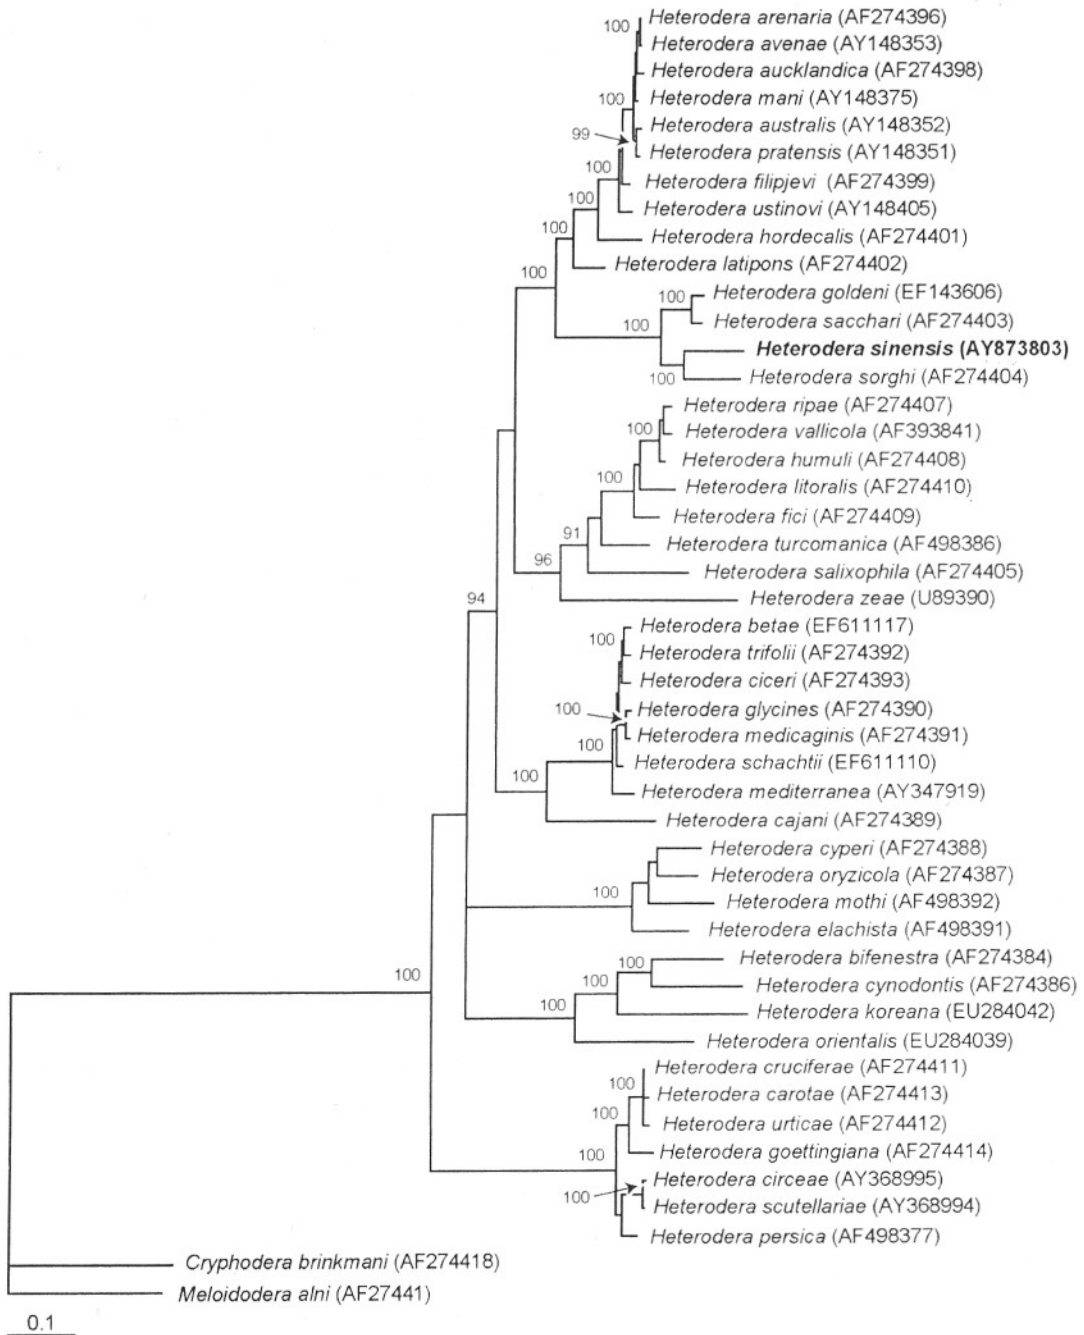 100 Heterodera arenaria (AF274396)
Heterodera avenae (AY148353)
Heterodera aucklandica (AF274398)
100 Heterodera mani (AY148375)
Heterodera australis (AY148352)
99
Heterodera pratensis (AY148351)
100
Heterodera filipjevi (AF274399)
100
Heterodera ustinovi (AY148405)
100
Heterodera hordecalis (AF274401)
Heterodera latipons (AF274402)
100
100 Heterodera goldeni (EF143606)
100 Heterodera sacchari (AF274403)
Heterodera sinensis (AY873803)
100 Heterodera sorghi (AF274404)
Heterodera ripae (AF274407)
100 Heterodera vallicola (AF393841)
Heterodera humuli (AF274408)
100
Heterodera litoralis (AF274410)
Heterodera fici (AF274409)
91
Heterodera turcomanica (AF498386)
96
Heterodera salixophila (AF274405)
94 Heterodera zeae (U89390)
Heterodera betae (EF611117)
100
Heterodera trifolii (AF274392)
Heterodera ciceri (AF274393)
100 Heterodera glycines (AF274390)
Heterodera medicaginis (AF274391)
100
Heterodera schachtii (EF611110)
100
Heterodera mediterranea (AY347919)
Heterodera cajani (AF274389)
Heterodera cyperi (AF274388)
Heterodera oryzicola (AF274387)
100
Heterodera mothi (AF498392)
Heterodera elachista (AF498391)
Heterodera bifenestra (AF274384)
100
100 100
Heterodera cynodontis (AF274386)
100
Heterodera koreana (EU284042)
Heterodera orientalis (EU284039)
Heterodera cruciferae (AF274411)
100
Heterodera carotae (AF274413)
100
Heterodera urticae (AF274412)
100 Heterodera goettingiana (AF274414)
Heterodera circeae (AY368995)
100
Heterodera scutellariae (AY368994)
Heterodera persica (AF498377)
Cryphodera brinkmani (AF274418)
Meloidodera alni (AF27441)
0.1